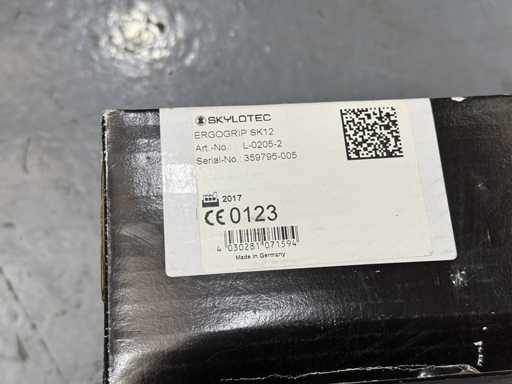 SKYLOTEC
ERGOGRIP SK12
Art.-No.: L-0205-2
Serial-No.: 359795-005
2017
CE 0123
4 030281 071594
Made in Germany